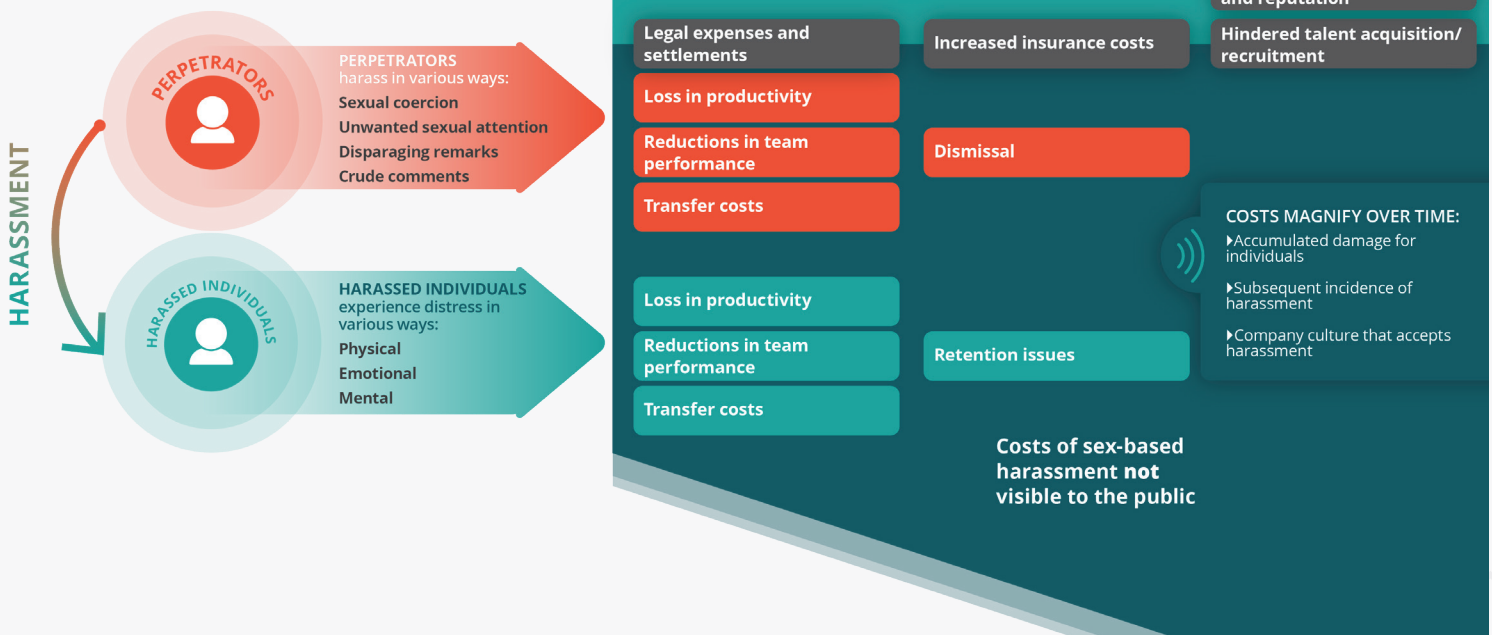 HARASSMENT
PERPETRATORS
PERPETRATORS
harass in various ways:
Sexual coercion
Unwanted sexual attention
Disparaging remarks
Crude comments
HARASSED INDIVIDUALS
HARASSED INDIVIDUALS
experience distress in
various ways:
Physical
Emotional
Mental
and reputation
Legal expenses and
settlements
Increased insurance costs
Hindered talent acquisition/
recruitment
Loss in productivity
Reductions in team
performance
Dismissal
Transfer costs
Loss in productivity
Reductions in team
performance
Retention issues
Transfer costs
COSTS MAGNIFY OVER TIME:
Accumulated damage for
individuals
Subsequent incidence of
harassment
Company culture that accepts
harassment
Costs of sex-based
harassment not
visible to the public